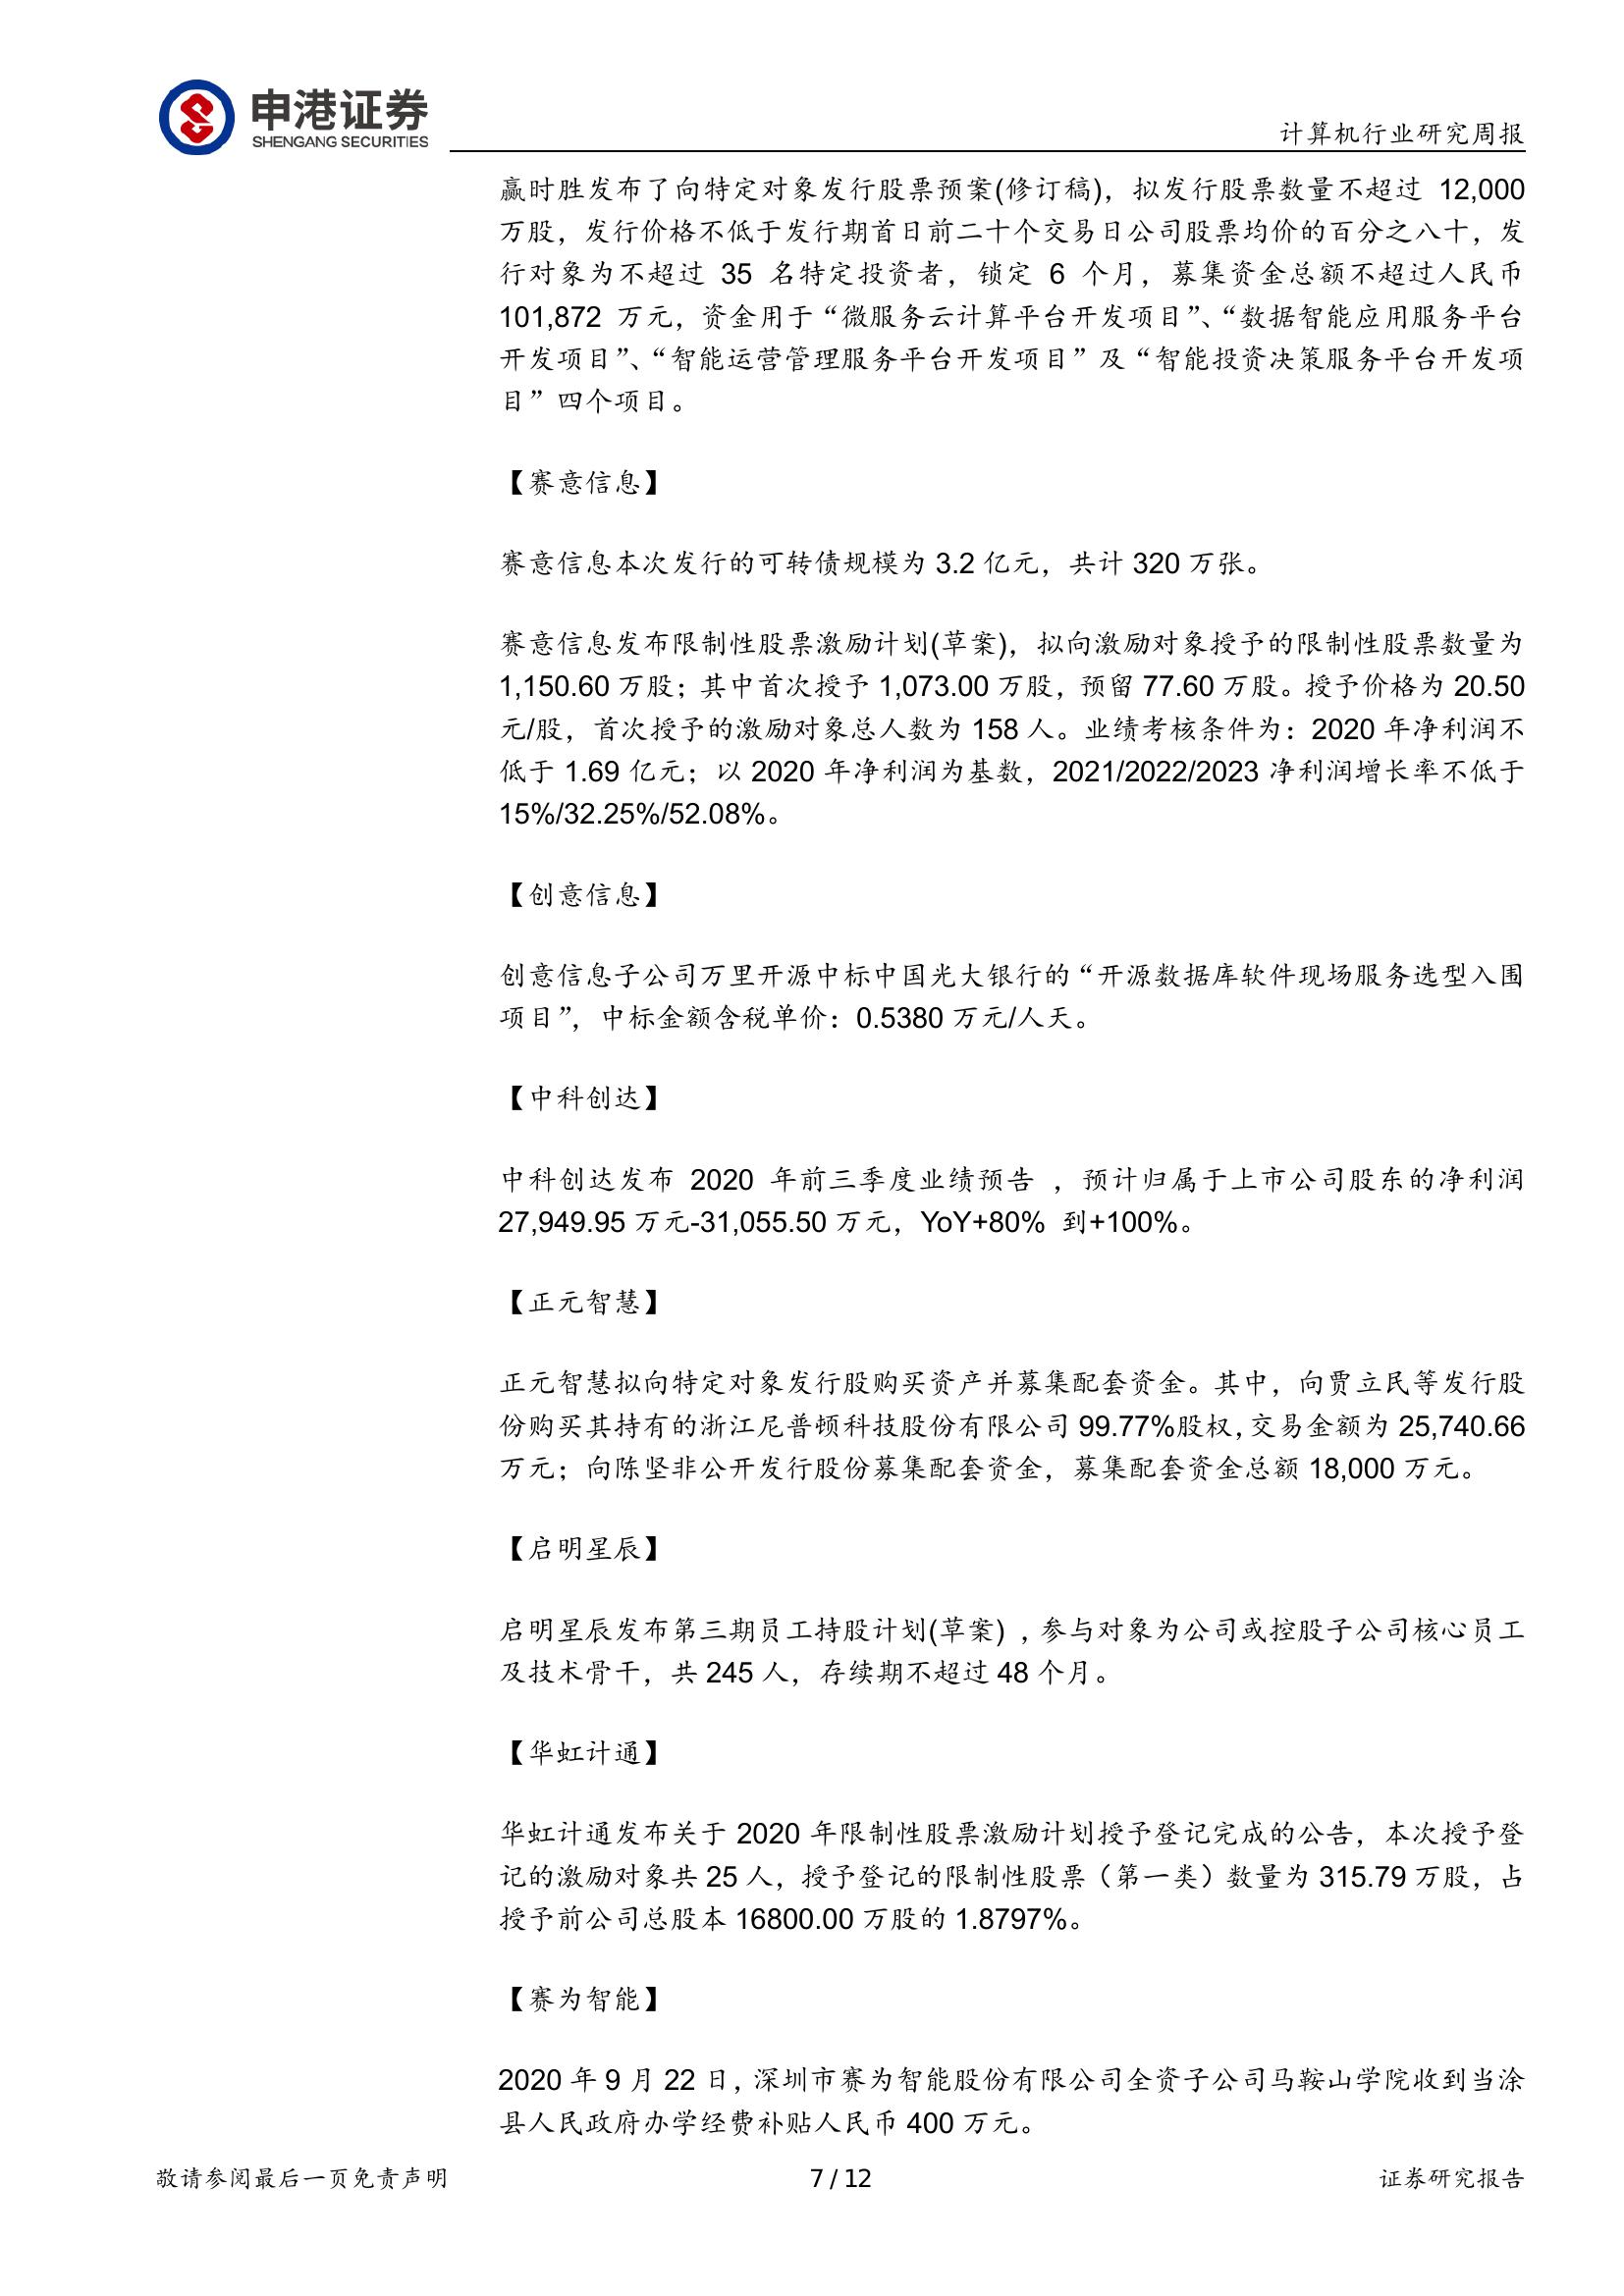 申港证券
SHENGANG SECURITIES
计算机行业研究周报
赢时胜发布了向特定对象发行股票预案(修订稿)，拟发行股票数量不超过 12,000
万股，发行价格不低于发行期首日前二十个交易日公司股票均价的百分之八十，发
行对象为不超过 35 名特定投资者，锁定 6 个月，募集资金总额不超过人民币
101,872 万元，资金用于“微服务云计算平台开发项目”、“数据智能应用服务平台
开发项目”、“智能运营管理服务平台开发项目”及“智能投资决策服务平台开发项
目”四个项目。
【赛意信息】
赛意信息本次发行的可转债规模为 3.2 亿元，共计 320 万张。
赛意信息发布限制性股票激励计划(草案)，拟向激励对象授予的限制性股票数量为
1,150.60 万股；其中首次授予 1,073.00 万股，预留 77.60 万股。授予价格为 20.50
元/股，首次授予的激励对象总人数为 158 人。业绩考核条件为：2020 年净利润不
低于 1.69 亿元；以 2020 年净利润为基数，2021/2022/2023 净利润增长率不低于
15%/32.25%/52.08%。
【创意信息】
创意信息子公司万里开源中标中国光大银行的“开源数据库软件现场服务选型入围
项目”，中标金额含税单价：0.5380 万元/人天。
【中科创达】
中科创达发布 2020 年前三季度业绩预告 ，预计归属于上市公司股东的净利润
27,949.95 万元-31,055.50 万元，YoY+80% 到+100%。
【正元智慧】
正元智慧拟向特定对象发行股购买资产并募集配套资金。其中，向贾立民等发行股
份购买其持有的浙江尼普顿科技股份有限公司 99.77%股权，交易金额为 25,740.66
万元；向陈坚非公开发行股份募集配套资金，募集配套资金总额 18,000 万元。
【启明星辰】
启明星辰发布第三期员工持股计划(草案) ，参与对象为公司或控股子公司核心员工
及技术骨干，共 245 人，存续期不超过 48 个月。
【华虹计通】
华虹计通发布关于 2020 年限制性股票激励计划授予登记完成的公告，本次授予登
记的激励对象共 25 人，授予登记的限制性股票（第一类）数量为 315.79 万股，占
授予前公司总股本 16800.00 万股的 1.8797%。
【赛为智能】
2020 年 9 月 22 日，深圳市赛为智能股份有限公司全资子公司马鞍山学院收到当涂
县人民政府办学经费补贴人民币 400 万元。
敬请参阅最后一页免责声明
7 / 12
证券研究报告